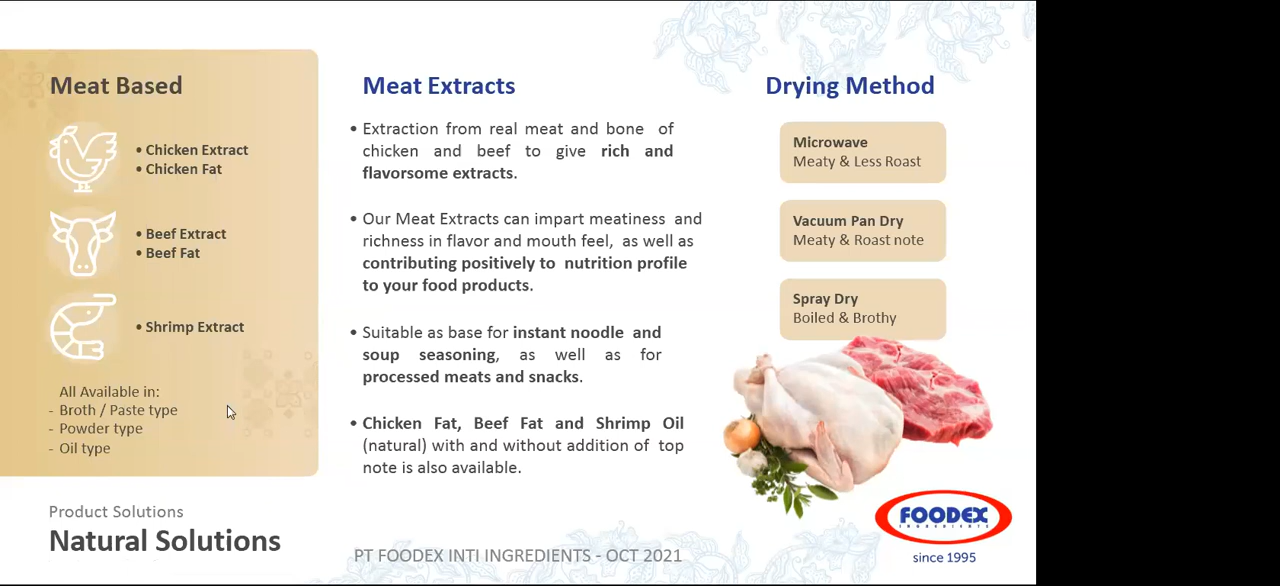 Meat Based
• Chicken Extract
• Chicken Fat
• Beef Extract
• Beef Fat
• Shrimp Extract
All Available in:
- Broth / Paste type
- Powder type
- Oil type
Meat Extracts
• Extraction from real meat and bone of
chicken and beef to give rich and
flavorsome extracts.
• Our Meat Extracts can impart meatiness and
richness in flavor and mouth feel, as well as
contributing positively to nutrition profile
to your food products.
• Suitable as base for instant noodle and
soup seasoning, as well as for
processed meats and snacks.
• Chicken Fat, Beef Fat and Shrimp Oil
(natural) with and without addition of top
note is also available.
Drying Method
Microwave
Meaty & Less Roast
Vacuum Pan Dry
Meaty & Roast note
Spray Dry
Boiled & Brothy
Product Solutions
Natural Solutions
PT FOODEX INTI INGREDIENTS - OCT 2021
FOODEX
INGREDIENTS
since 1995